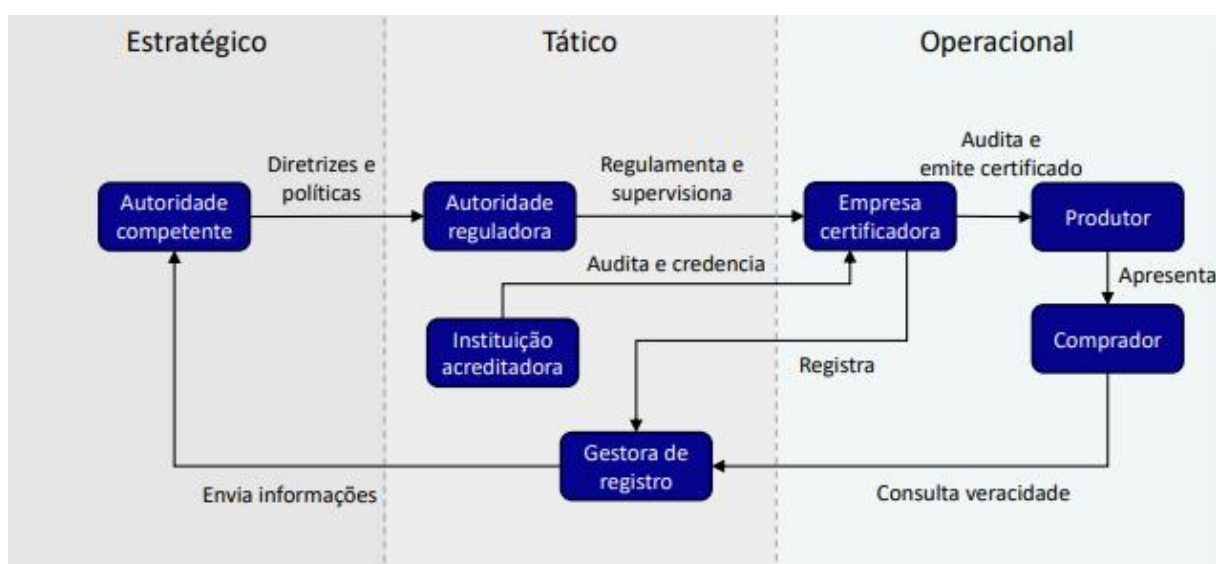 Estratégico
Tático
Operacional
Diretrizes e
políticas
Regulamenta e
supervisiona
Audita e
emite certificado
Autoridade
competente
Autoridade
reguladora
Empresa
certificadora
Produtor
Audita e credencia
Apresenta
Instituição
acreditadora
Comprador
Registra
Gestora de
registro
Envia informações
Consulta veracidade